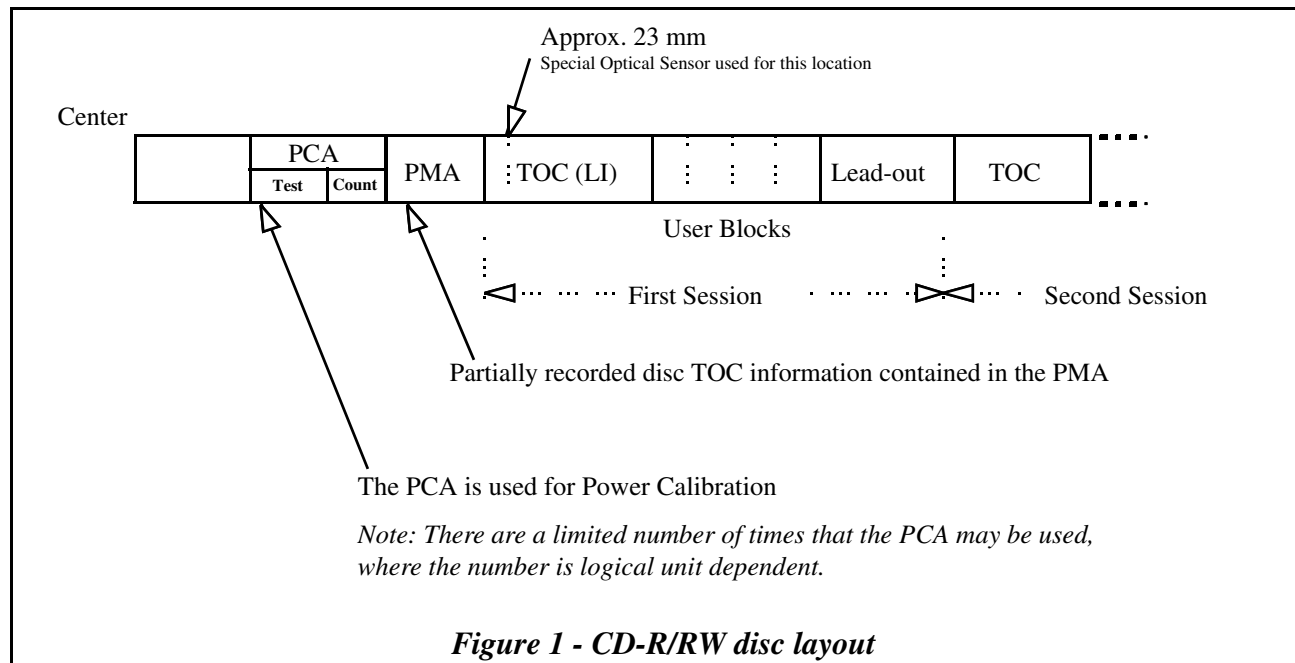 Approx. 23 mm
Special Optical Sensor used for this location
Center
PCA
Test
Count
PMA
TOC (LI)
Lead-out
TOC
User Blocks
First Session
Second Session
Partially recorded disc TOC information contained in the PMA
The PCA is used for Power Calibration
Note: There are a limited number of times that the PCA may be used,
where the number is logical unit dependent.
Figure 1 - CD-R/RW disc layout